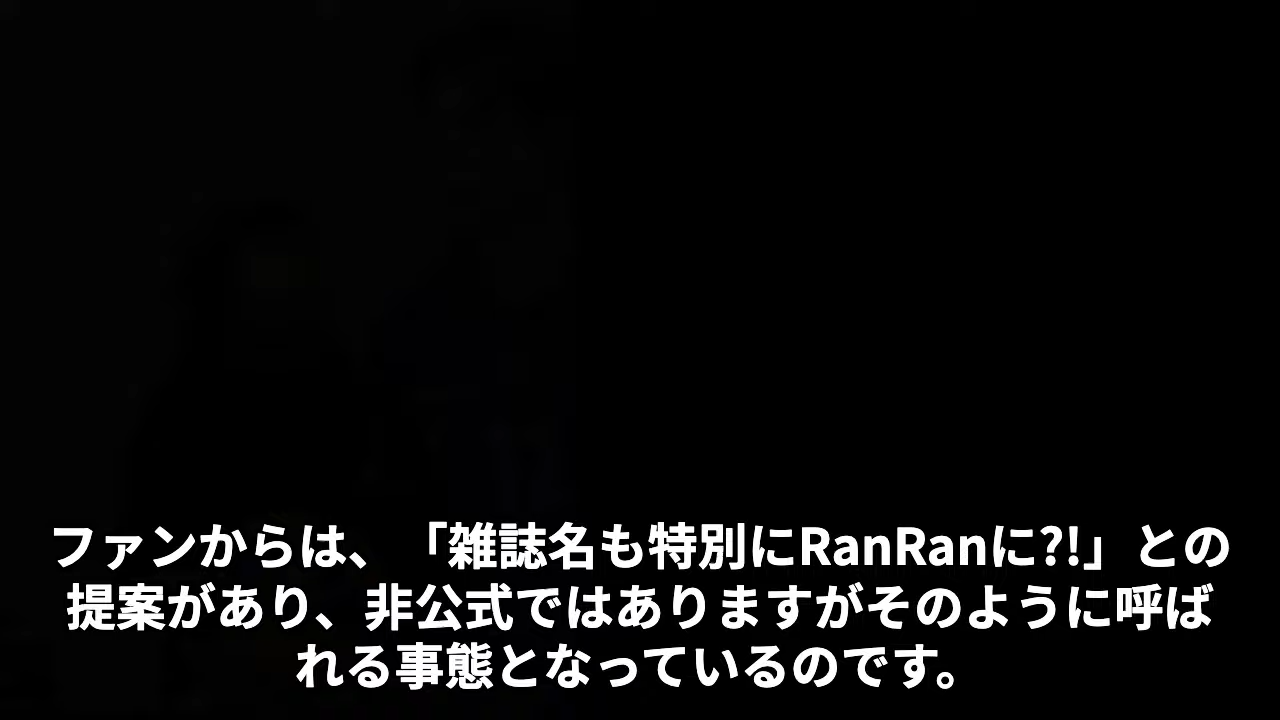 ファンからは、「雑誌名も特別にRanRanに?!」との
提案があり、非公式ではありますがそのように呼ば
れる事態となっているのです。